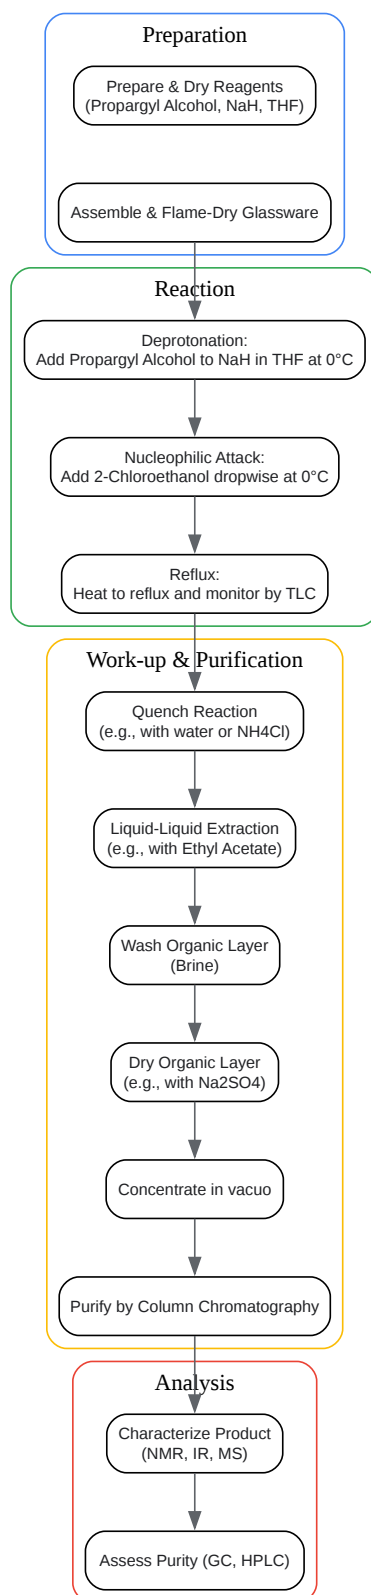 Preparation
Prepare & Dry Reagents
(Propargyl Alcohol, NaH, THF)
Assemble & Flame-Dry Glassware
Reaction
Deprotonation:
Add Propargyl Alcohol to NaH in THF at 0°C
Nucleophilic Attack:
Add 2-Chloroethanol dropwise at 0°C
Reflux:
Heat to reflux and monitor by TLC
Work-up & Purification
Quench Reaction
(e.g., with water or NH4Cl)
Liquid-Liquid Extraction
(e.g., with Ethyl Acetate)
Wash Organic Layer
(Brine)
Dry Organic Layer
(e.g., with Na2SO4)
Concentrate in vacuo
Purify by Column Chromatography
Analysis
Characterize Product
(NMR, IR, MS)
Assess Purity (GC, HPLC)